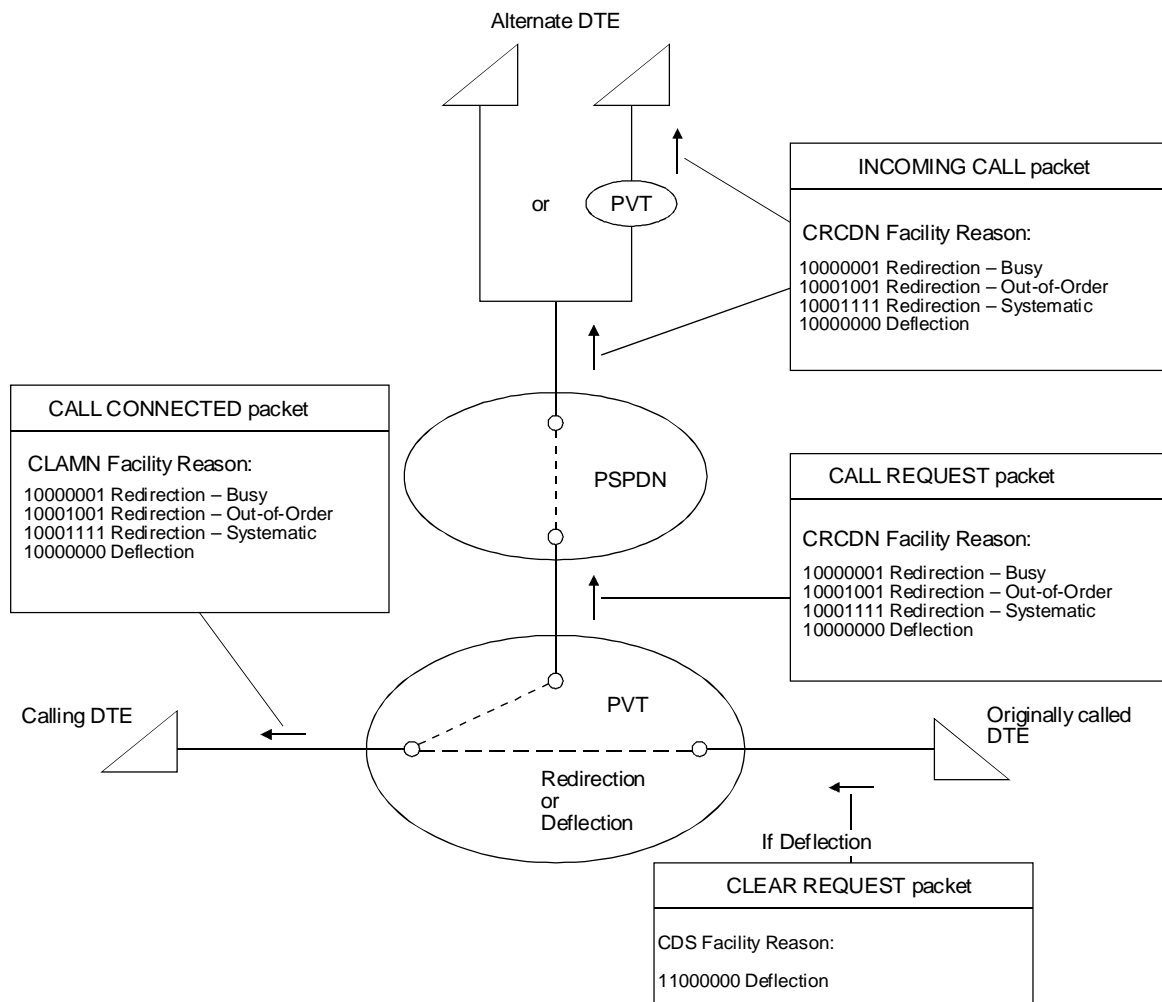 Alternate DTE
or
PVT
INCOMING CALL packet
CRCDN Facility Reason:
10000001 Redirection – Busy
10001001 Redirection – Out-of-Order
10001111 Redirection – Systematic
10000000 Deflection
CALL CONNECTED packet
CLAMN Facility Reason:
10000001 Redirection – Busy
10001001 Redirection – Out-of-Order
10001111 Redirection – Systematic
10000000 Deflection
PSPDN
CALL REQUEST packet
CRCDN Facility Reason:
10000001 Redirection – Busy
10001001 Redirection – Out-of-Order
10001111 Redirection – Systematic
10000000 Deflection
Calling DTE
PVT
Redirection
or
Deflection
Originally called
DTE
If Deflection
CLEAR REQUEST packet
CDS Facility Reason:
11000000 Deflection